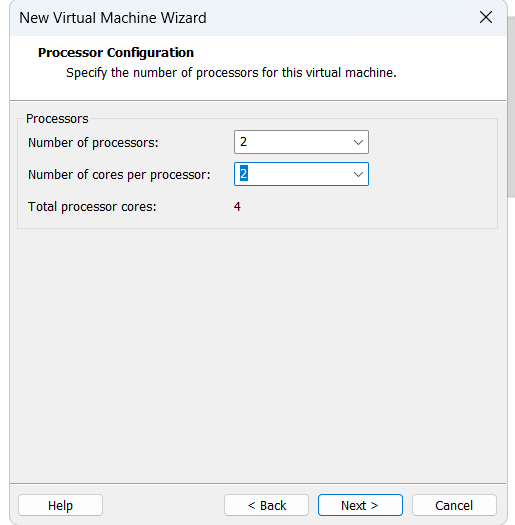 New Virtual Machine Wizard
Processor Configuration
Specify the number of processors for this virtual machine.
Processors
Number of processors: 2
Number of cores per processor: 2
Total processor cores: 4
Help < Back Next > Cancel